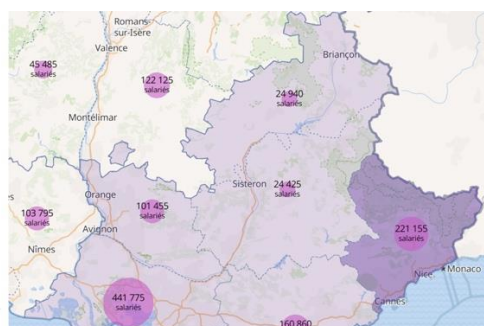 Romans-
sur-Isère
Valence
Briançon
45 485
salariés
122 125
salariés
24 940
salariés
Montélimar
Orange
Sisteron
24 425
salariés
103 795
salariés
101 455
salariés
Avignon
221 155
salariés
Nîmes
Nice
Monaco
441 775
salariés
Cannes
160 860